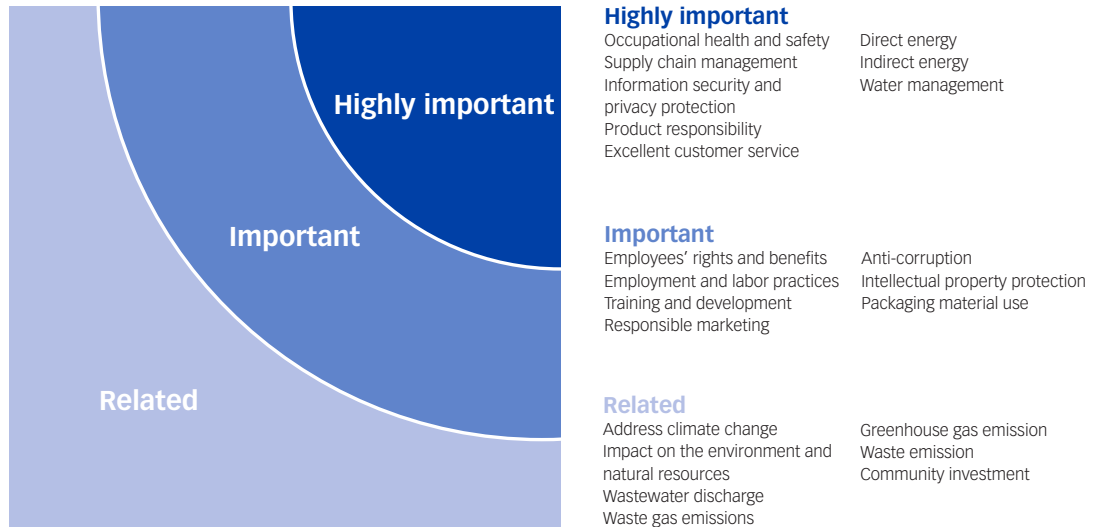 Highly important
Important
Related
Highly important
Occupational health and safety
Supply chain management
Information security and
privacy protection
Product responsibility
Excellent customer service
Direct energy
Indirect energy
Water management
Important
Employees’ rights and benefits
Employment and labor practices
Training and development
Responsible marketing
Anti-corruption
Intellectual property protection
Packaging material use
Related
Address climate change
Impact on the environment and
natural resources
Wastewater discharge
Waste gas emissions
Greenhouse gas emission
Waste emission
Community investment